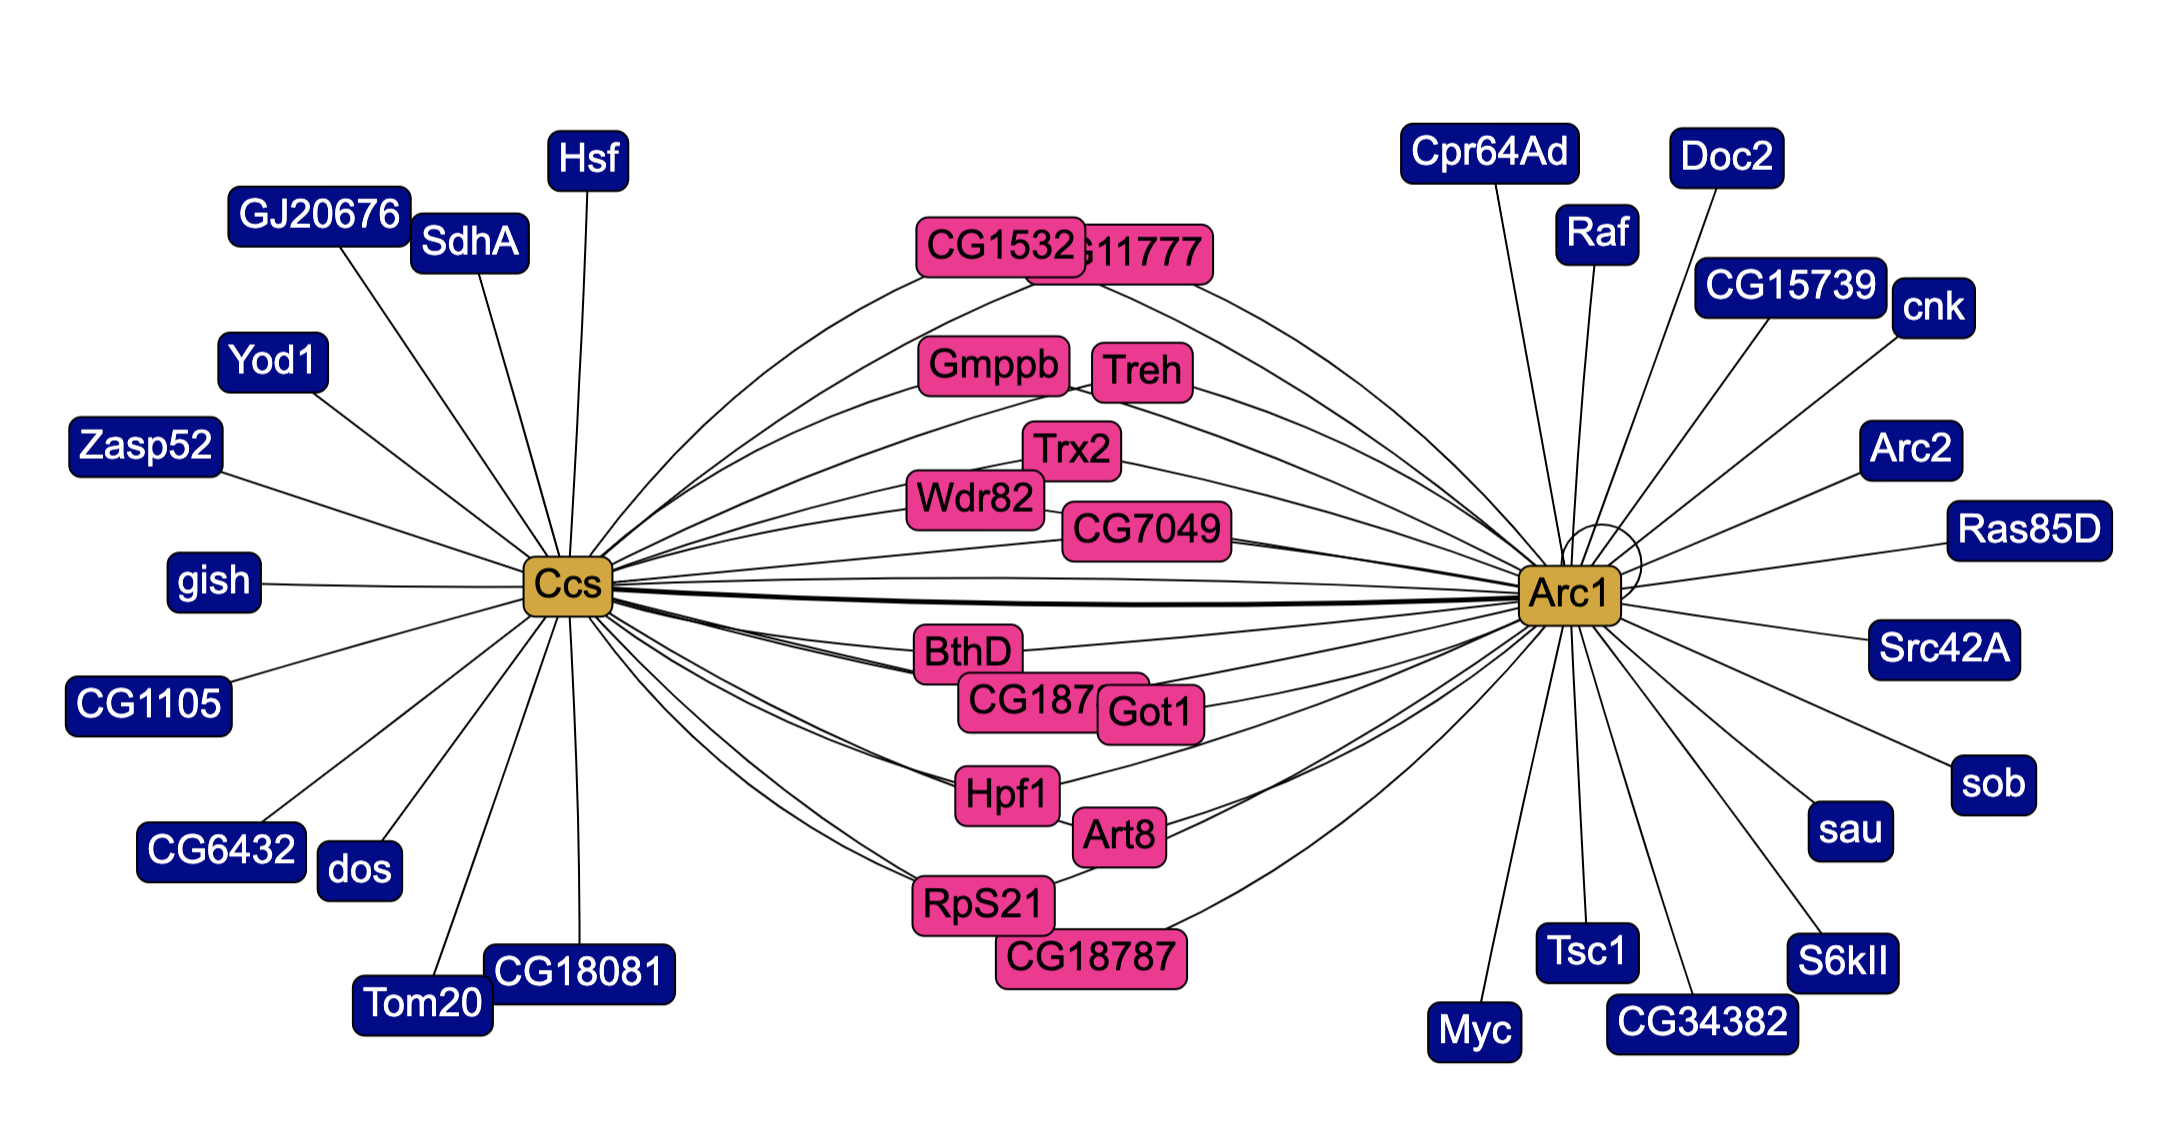 Hsf
GJ20676
SdhA
Yod1
Zasp52
gish
CG1105
CG6432
dos
Tom20
CG18081
Ccs
CG1532
G11777
Gmppb
Treh
Trx2
Wdr82
CG7049
BthD
CG187
Got1
Hpf1
Art8
RpS21
CG18787
Arc1
Cpr64Ad
Doc2
Raf
CG15739
cnk
Arc2
Ras85D
Src42A
sob
sau
S6kII
Tsc1
CG34382
Myc